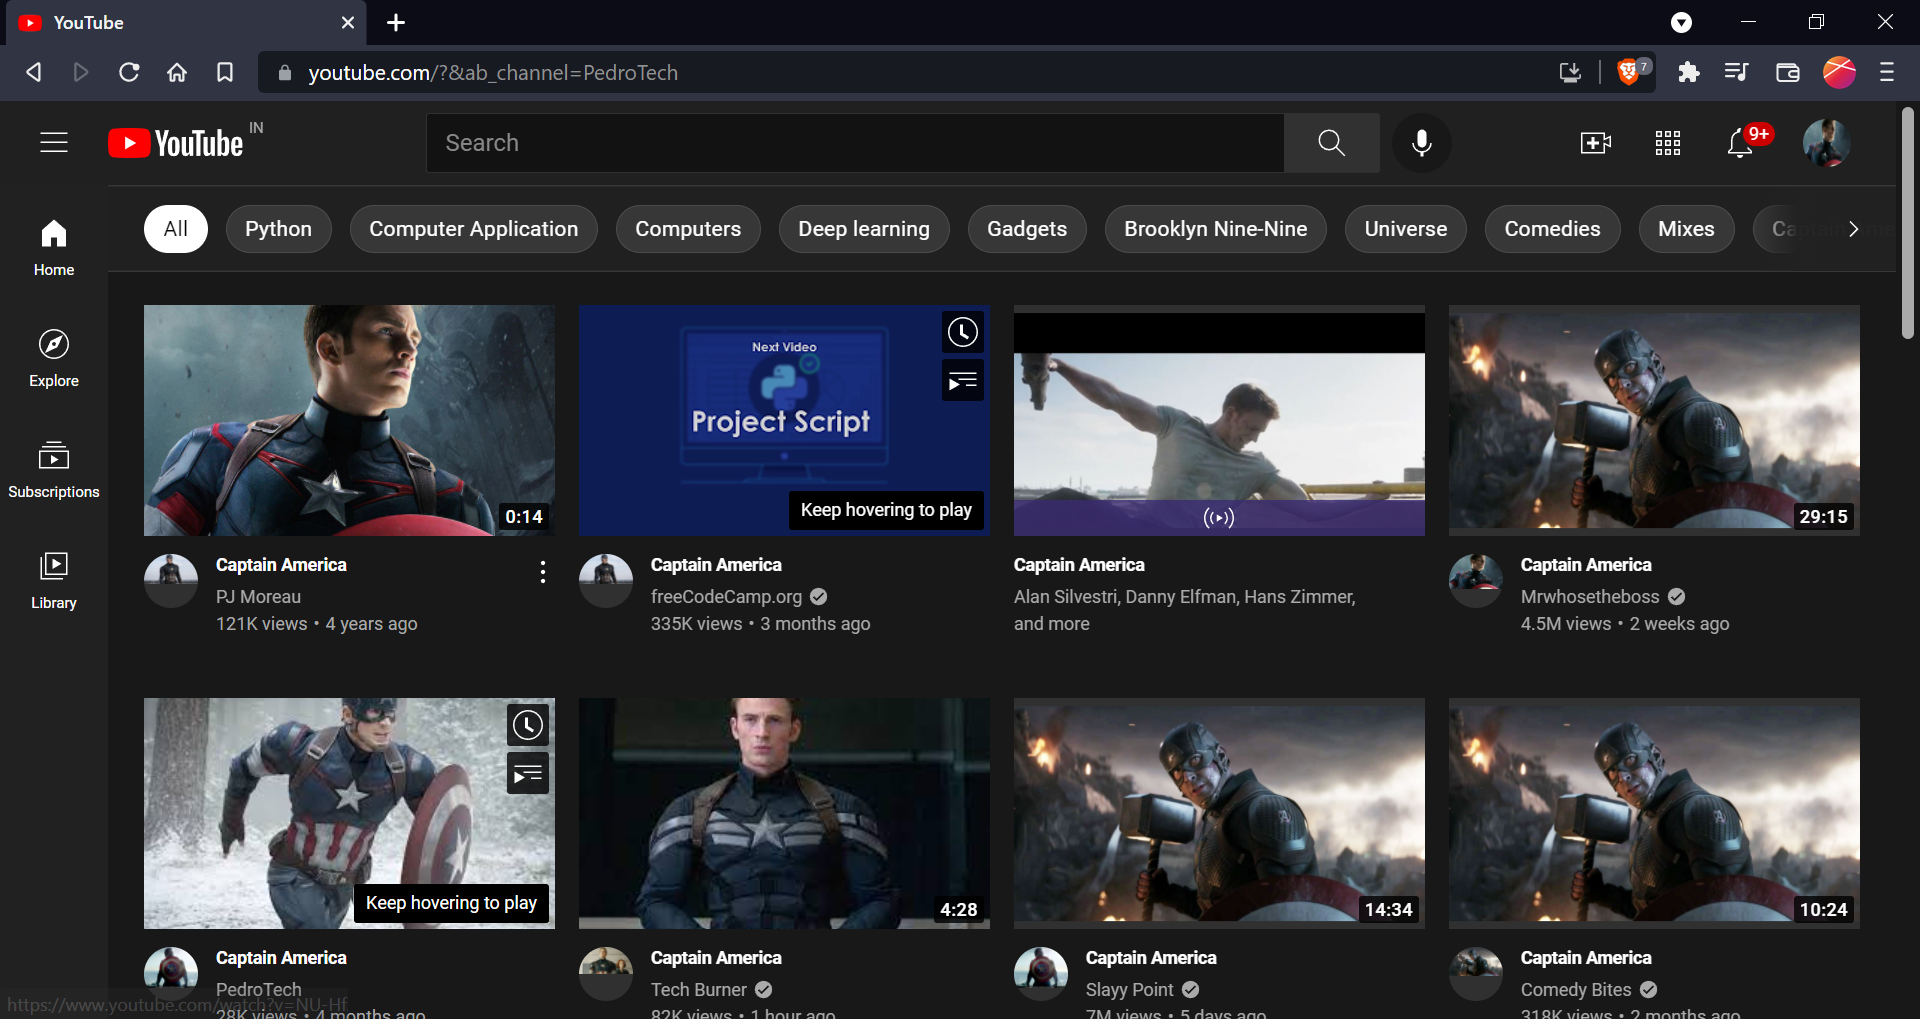 YouTube
youtube.com/?&ab_channel=PedroTech
7
YouTube IN
Search
9+
All
Python
Computer Application
Computers
Deep learning
Gadgets
Brooklyn Nine-Nine
Universe
Comedies
Mixes
Home
Explore
Subscriptions
Library
0:14
Captain America
PJ Moreau
121K views • 4 years ago
Next Video
Project Script
Keep hovering to play
Captain America
freeCodeCamp.org
335K views • 3 months ago
Captain America
Alan Silvestri, Danny Elfman, Hans Zimmer,
and more
29:15
Captain America
Mrwhosetheboss
4.5M views • 2 weeks ago
Keep hovering to play
Captain America
PedroTech
28K views • 4 months ago
4:28
Captain America
Tech Burner
82K views • 1 hour ago
14:34
Captain America
Slayy Point
7M views • 5 days ago
10:24
Captain America
Comedy Bites
318K views • 2 months ago
https://www.youtube.com/watch?v=NU-Hf